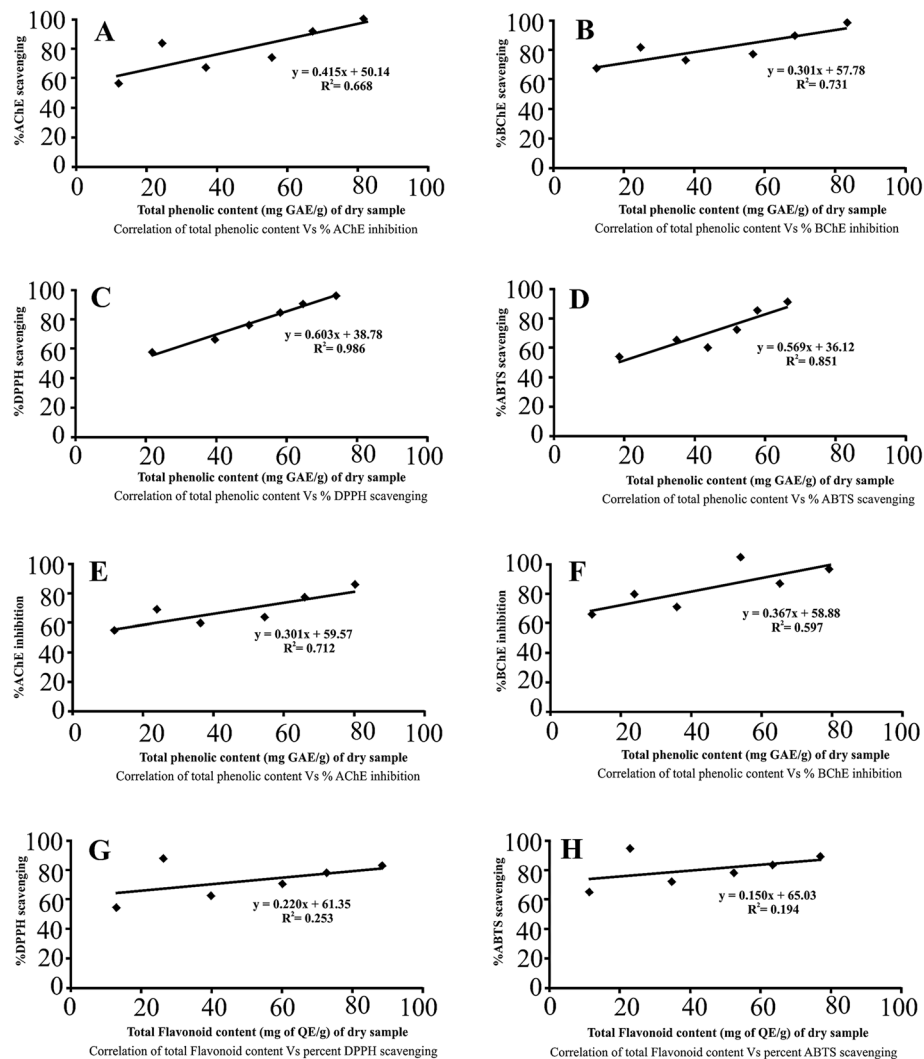 A
%AChE scavenging
100
80
60
40
20
0
y = 0.415x + 50.14
R²= 0.668
0 20 40 60 80 100
Total phenolic content (mg GAE/g) of dry sample
Correlation of total phenolic content Vs % AChE inhibition
B
%BChE scavenging
100
80
60
40
20
0
y = 0.301x + 57.78
R²= 0.731
0 20 40 60 80 100
Total phenolic content (mg GAE/g) of dry sample
Correlation of total phenolic content Vs % BChE inhibition
C
%DPPH scavenging
100
80
60
40
20
0
y = 0.603x + 38.78
R²= 0.986
0 20 40 60 80 100
Total phenolic content (mg GAE/g) of dry sample
Correlation of total phenolic content Vs % DPPH scavenging
D
%ABTS scavenging
100
80
60
40
20
0
y = 0.569x + 36.12
R²= 0.851
0 20 40 60 80 100
Total phenolic content (mg GAE/g) of dry sample
Correlation of total phenolic content Vs % ABTS scavenging
E
%AChE inhibition
100
80
60
40
20
0
y = 0.301x + 59.57
R²= 0.712
0 20 40 60 80 100
Total phenolic content (mg GAE/g) of dry sample
Correlation of total phenolic content Vs % AChE inhibition
F
%BChE inhibition
100
80
60
40
20
0
y = 0.367x + 58.88
R²= 0.597
0 20 40 60 80 100
Total phenolic content (mg GAE/g) of dry sample
Correlation of total phenolic content Vs % BChE inhibition
G
%DPPH scavenging
100
80
60
40
20
0
y = 0.220x + 61.35
R²= 0.253
0 20 40 60 80 100
Total Flavonoid content (mg of QE/g) of dry sample
Correlation of total Flavonoid content Vs percent DPPH scavenging
H
%ABTS scavenging
100
80
60
40
20
0
y = 0.150x + 65.03
R²= 0.194
0 20 40 60 80 100
Total Flavonoid content (mg of QE/g) of dry sample
Correlation of total Flavonoid content Vs percent ABTS scavenging